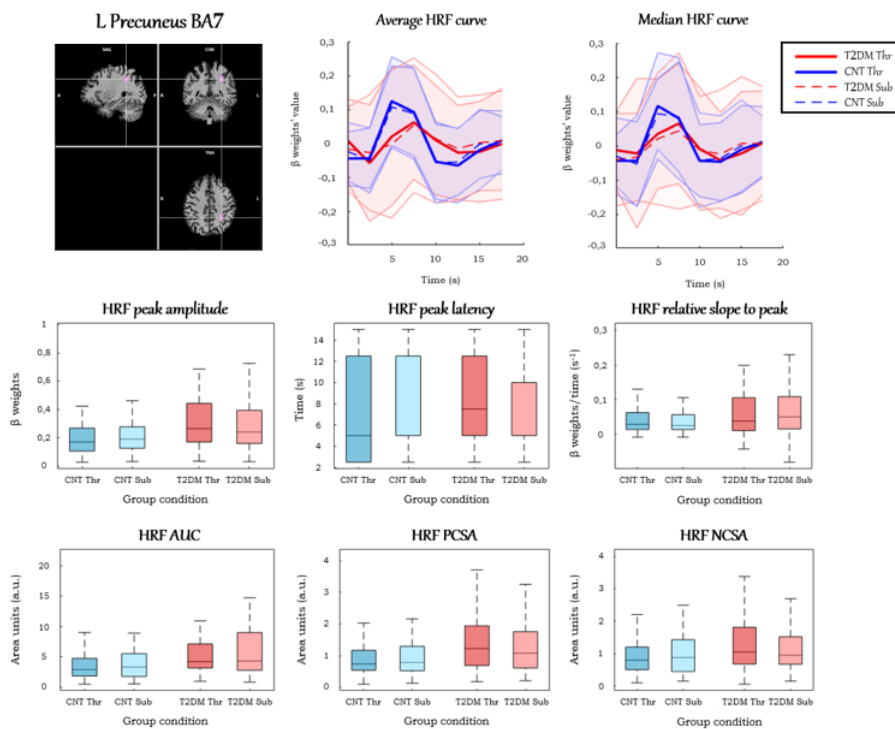 L Precuneus BA7
Average HRF curve
Median HRF curve
T2DM Thr
CNT Thr
T2DM Sub
CNT Sub
SAG
COR
A
P
R
L
TRA
R
L
β weights' value
0,3
0,2
0,1
0
-0,1
-0,2
0,3
5
10
15
20
Time (s)
β weights' value
0,3
0,2
0,1
0
-0,1
-0,2
-0,3
5
10
15
20
Time (s)
HRF peak amplitude
β weights
1
0,8
0,6
0,4
0,2
0
CNT Thr
CNT Sub
T2DM Thr
T2DM Sub
Group condition
HRF peak latency
Time (s)
14
12
10
8
6
4
2
CNT Thr
CNT Sub
T2DM Thr
T2DM Sub
Group condition
HRF relative slope to peak
β weights/time (s⁻¹)
0,3
0,2
0,1
0
CNT Thr
CNT Sub
T2DM Thr
T2DM Sub
Group condition
HRF AUC
Area units (a.u.)
20
15
10
5
0
CNT Thr
CNT Sub
T2DM Thr
T2DM Sub
Group condition
HRF PCSA
Area units (a.u.)
4
3
2
1
0
CNT Thr
CNT Sub
T2DM Thr
T2DM Sub
Group condition
HRF NCSA
Area units (a.u.)
4
3
2
1
0
CNT Thr
CNT Sub
T2DM Thr
T2DM Sub
Group condition